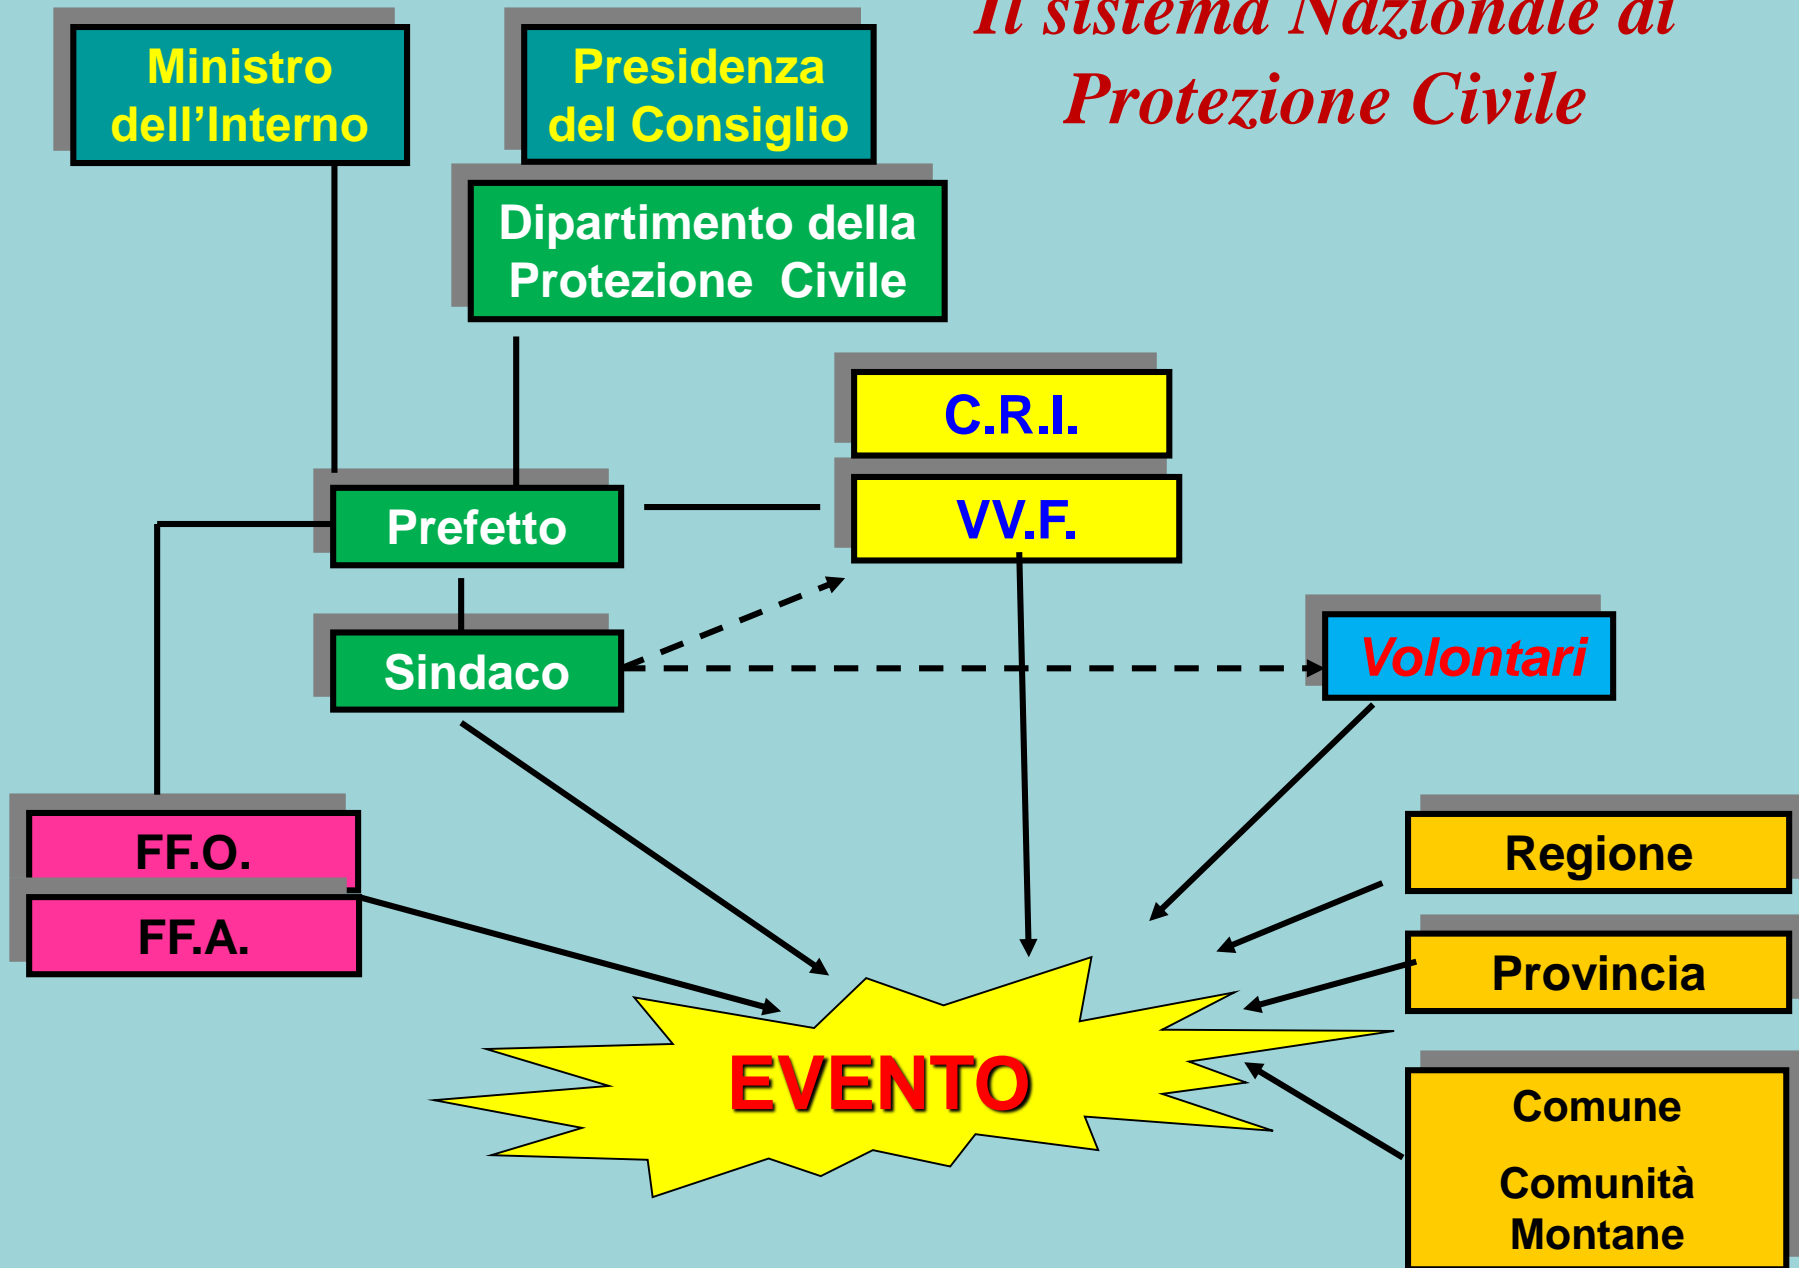 Il sistema Nazionale di
Protezione Civile
Ministro
dell’Interno
Presidenza
del Consiglio
Dipartimento della
Protezione Civile
C.R.I.
VV.F.
Prefetto
Sindaco
Volontari
FF.O.
FF.A.
Regione
Provincia
EVENTO
Comune
Comunità
Montane